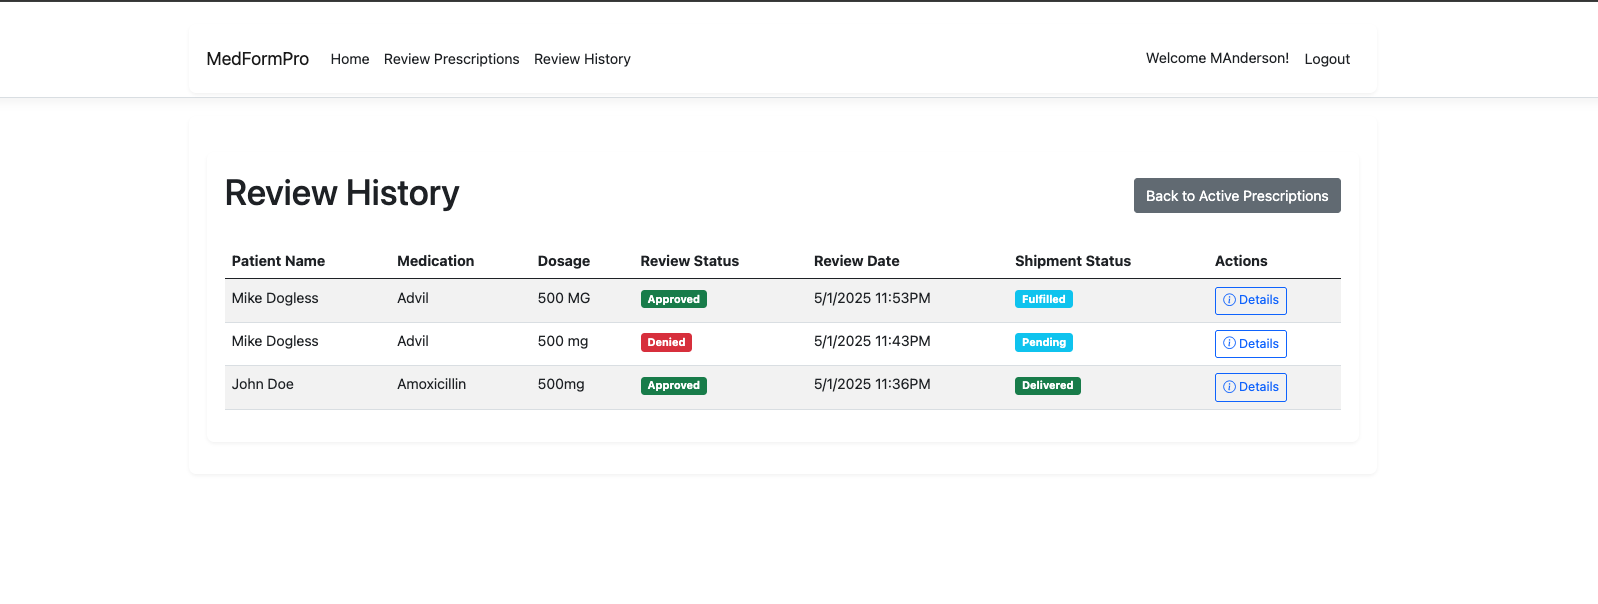 MedFormPro Home Review Prescriptions Review History Welcome MAnderson! Logout
Review History Back to Active Prescriptions
Patient Name Medication Dosage Review Status Review Date Shipment Status Actions
Mike Dogless Advil 500 MG Approved 5/1/2025 11:53PM Fulfilled Details
Mike Dogless Advil 500 mg Denied 5/1/2025 11:43PM Pending Details
John Doe Amoxicillin 500mg Approved 5/1/2025 11:36PM Delivered Details